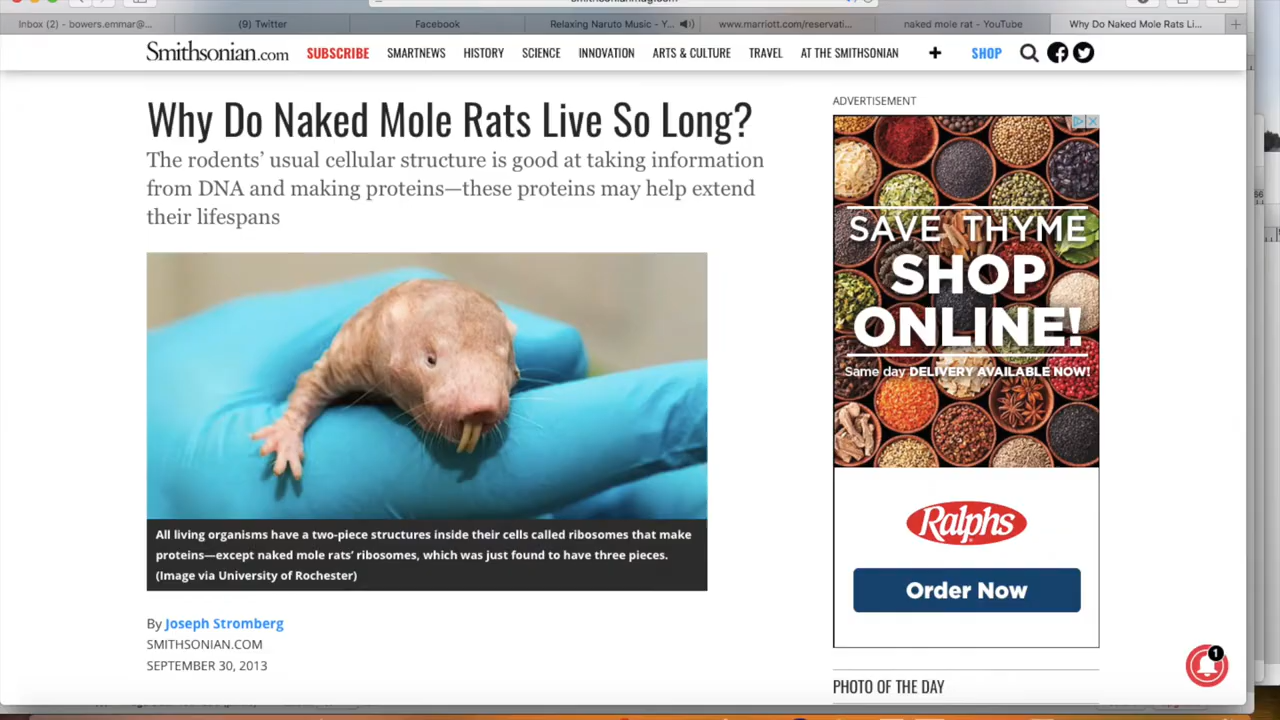 Inbox (2) - bowers.emmar@...
(9) Twitter
Facebook
Relaxing Naruto Music - Y...
www.marriott.com/reservati...
naked mole rat - YouTube
Why Do Naked Mole Rats Li...
Smithsonian.com
SUBSCRIBE
SMARTNEWS
HISTORY
SCIENCE
INNOVATION
ARTS & CULTURE
TRAVEL
AT THE SMITHSONIAN
+
SHOP
Why Do Naked Mole Rats Live So Long?
The rodents’ usual cellular structure is good at taking information
from DNA and making proteins—these proteins may help extend
their lifespans
All living organisms have a two-piece structures inside their cells called ribosomes that make
proteins—except naked mole rats’ ribosomes, which was just found to have three pieces.
(Image via University of Rochester)
By Joseph Stromberg
SMITHSONIAN.COM
SEPTEMBER 30, 2013
ADVERTISEMENT
SAVE THYME
SHOP
ONLINE!
Same day DELIVERY AVAILABLE NOW!
Ralphs
Order Now
1
PHOTO OF THE DAY